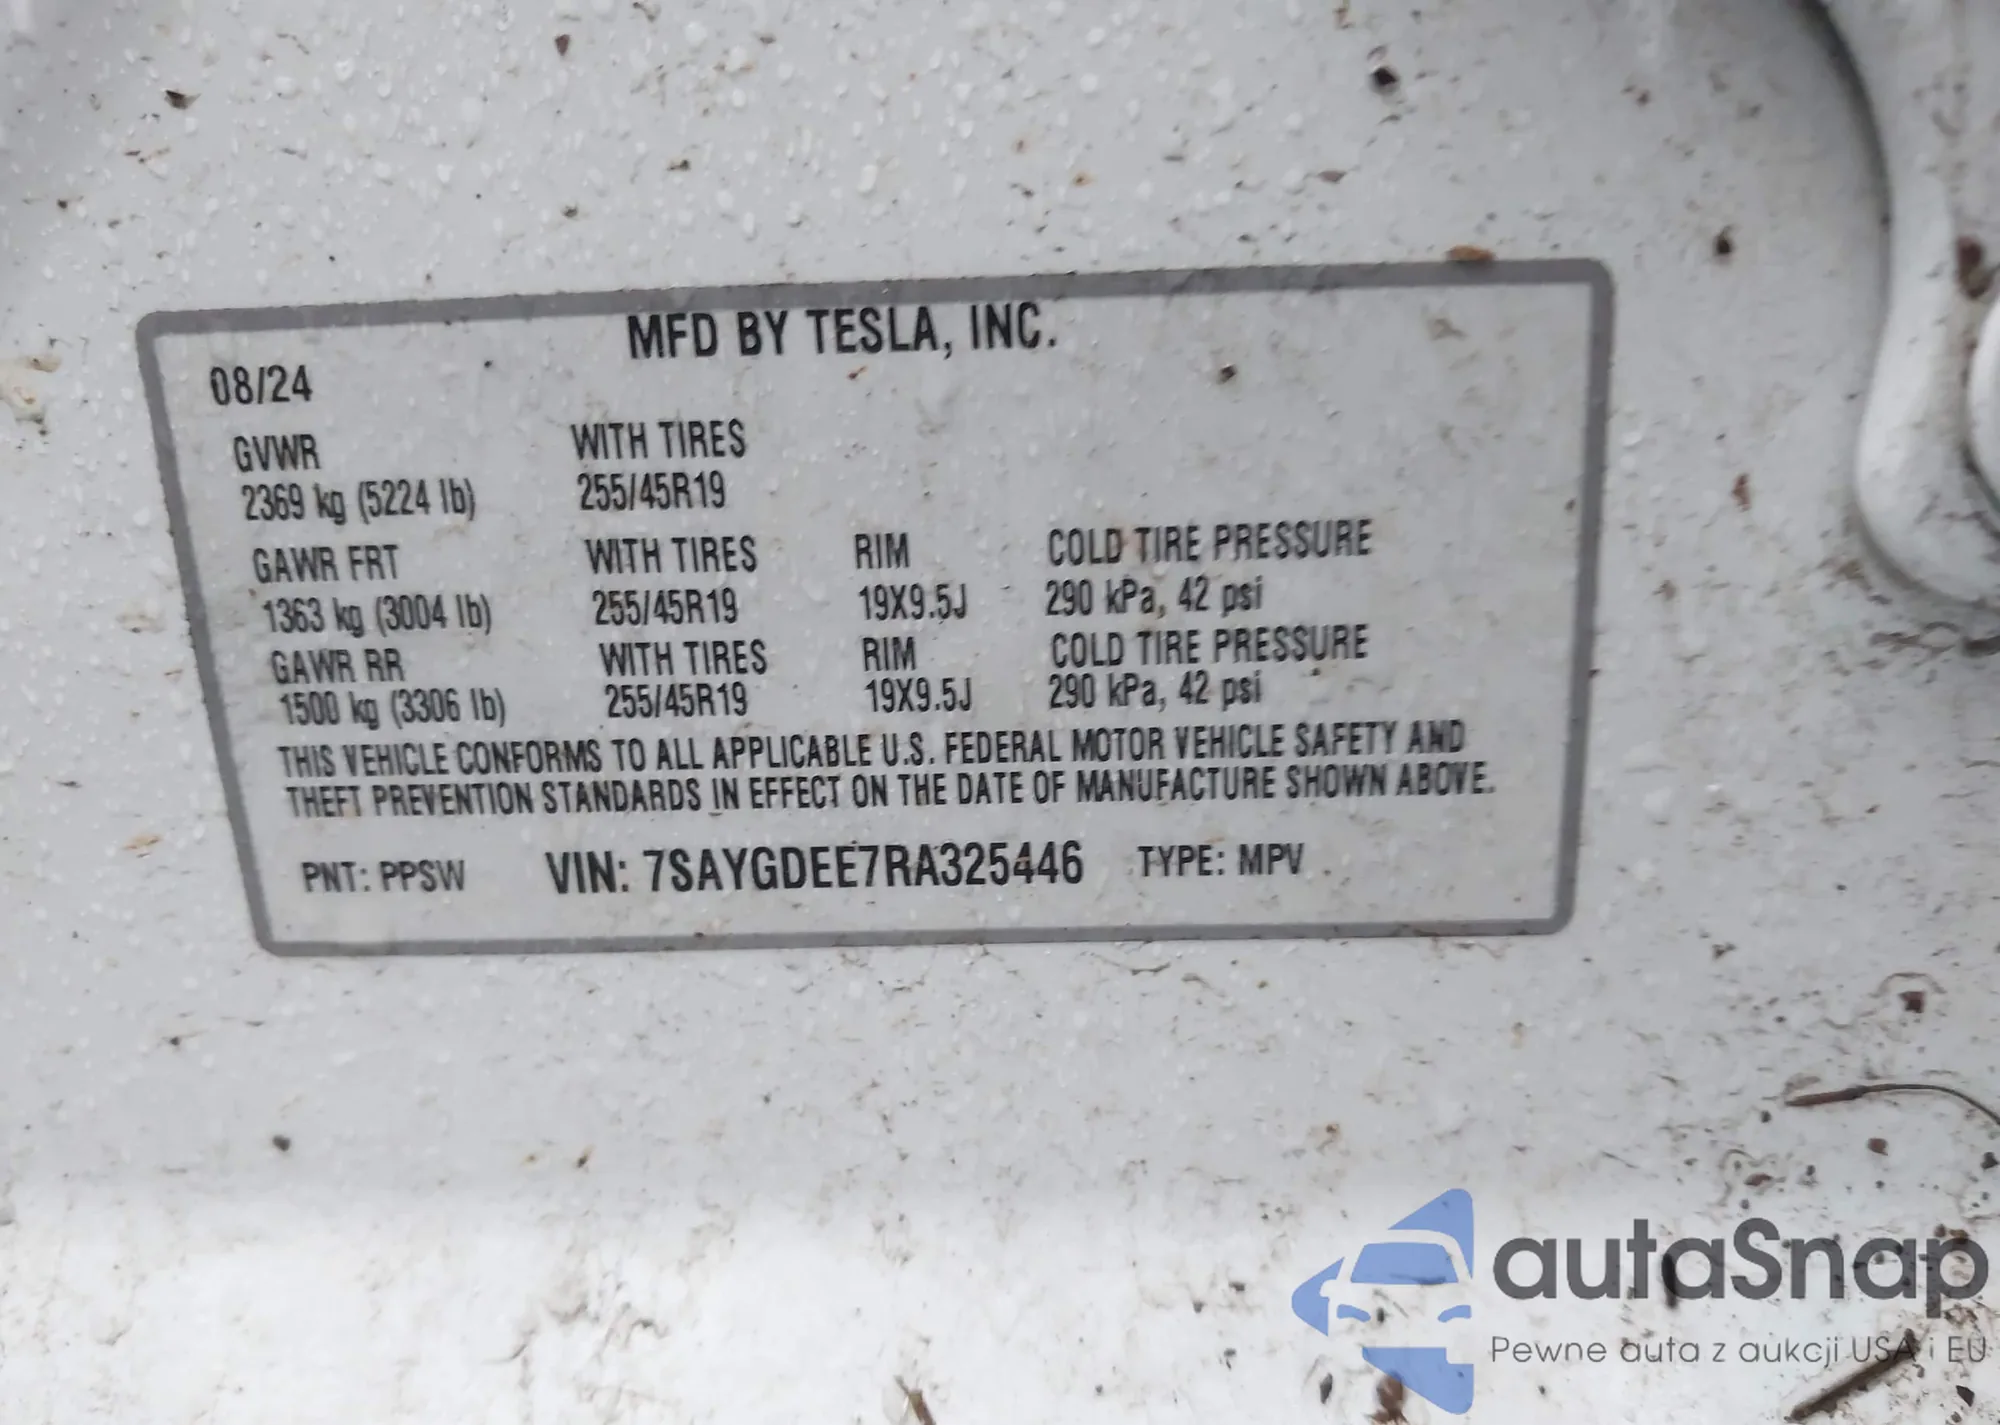 MFD BY TESLA, INC.
08/24
GVWR WITH TIRES
2369 kg (5224 lb) 255/45R19
GAWR FRT WITH TIRES RIM COLD TIRE PRESSURE
1363 kg (3004 lb) 255/45R19 19X9.5J 290 kPa, 42 psi
GAWR RR WITH TIRES RIM COLD TIRE PRESSURE
1500 kg (3306 lb) 255/45R19 19X9.5J 290 kPa, 42 psi
THIS VEHICLE CONFORMS TO ALL APPLICABLE U.S. FEDERAL MOTOR VEHICLE SAFETY AND
THEFT PREVENTION STANDARDS IN EFFECT ON THE DATE OF MANUFACTURE SHOWN ABOVE.
PNT: PPSW VIN: 7SAYGDEE7RA325446 TYPE: MPV
autaSnap
Pewne auta z aukcji USA i EU